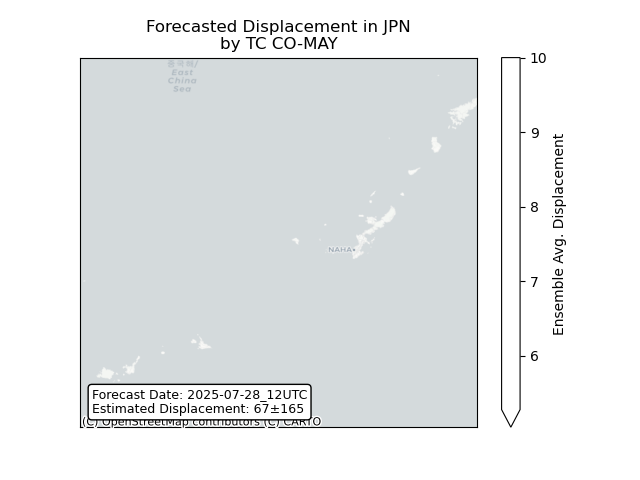 Forecasted Displacement in JPN
by TC CO-MAY
East
China
Sea
NAHA
10
9
8
7
6
Ensemble Avg. Displacement
Forecast Date: 2025-07-28_12UTC
Estimated Displacement: 67±165
(C) OpenStreetMap contributors (C) CARTO